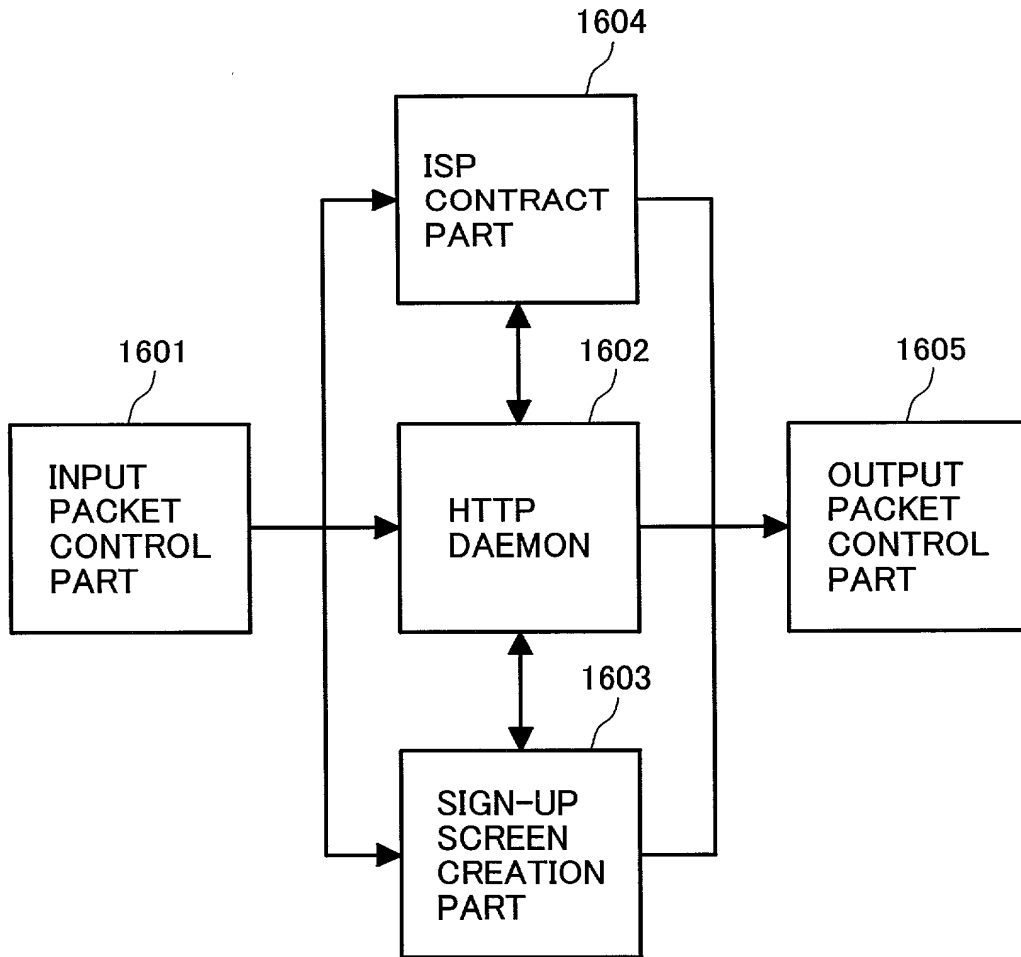 1604
ISP
CONTRACT
PART
1601
INPUT
PACKET
CONTROL
PART
1602
HTTP
DAEMON
1605
OUTPUT
PACKET
CONTROL
PART
1603
SIGN-UP
SCREEN
CREATION
PART